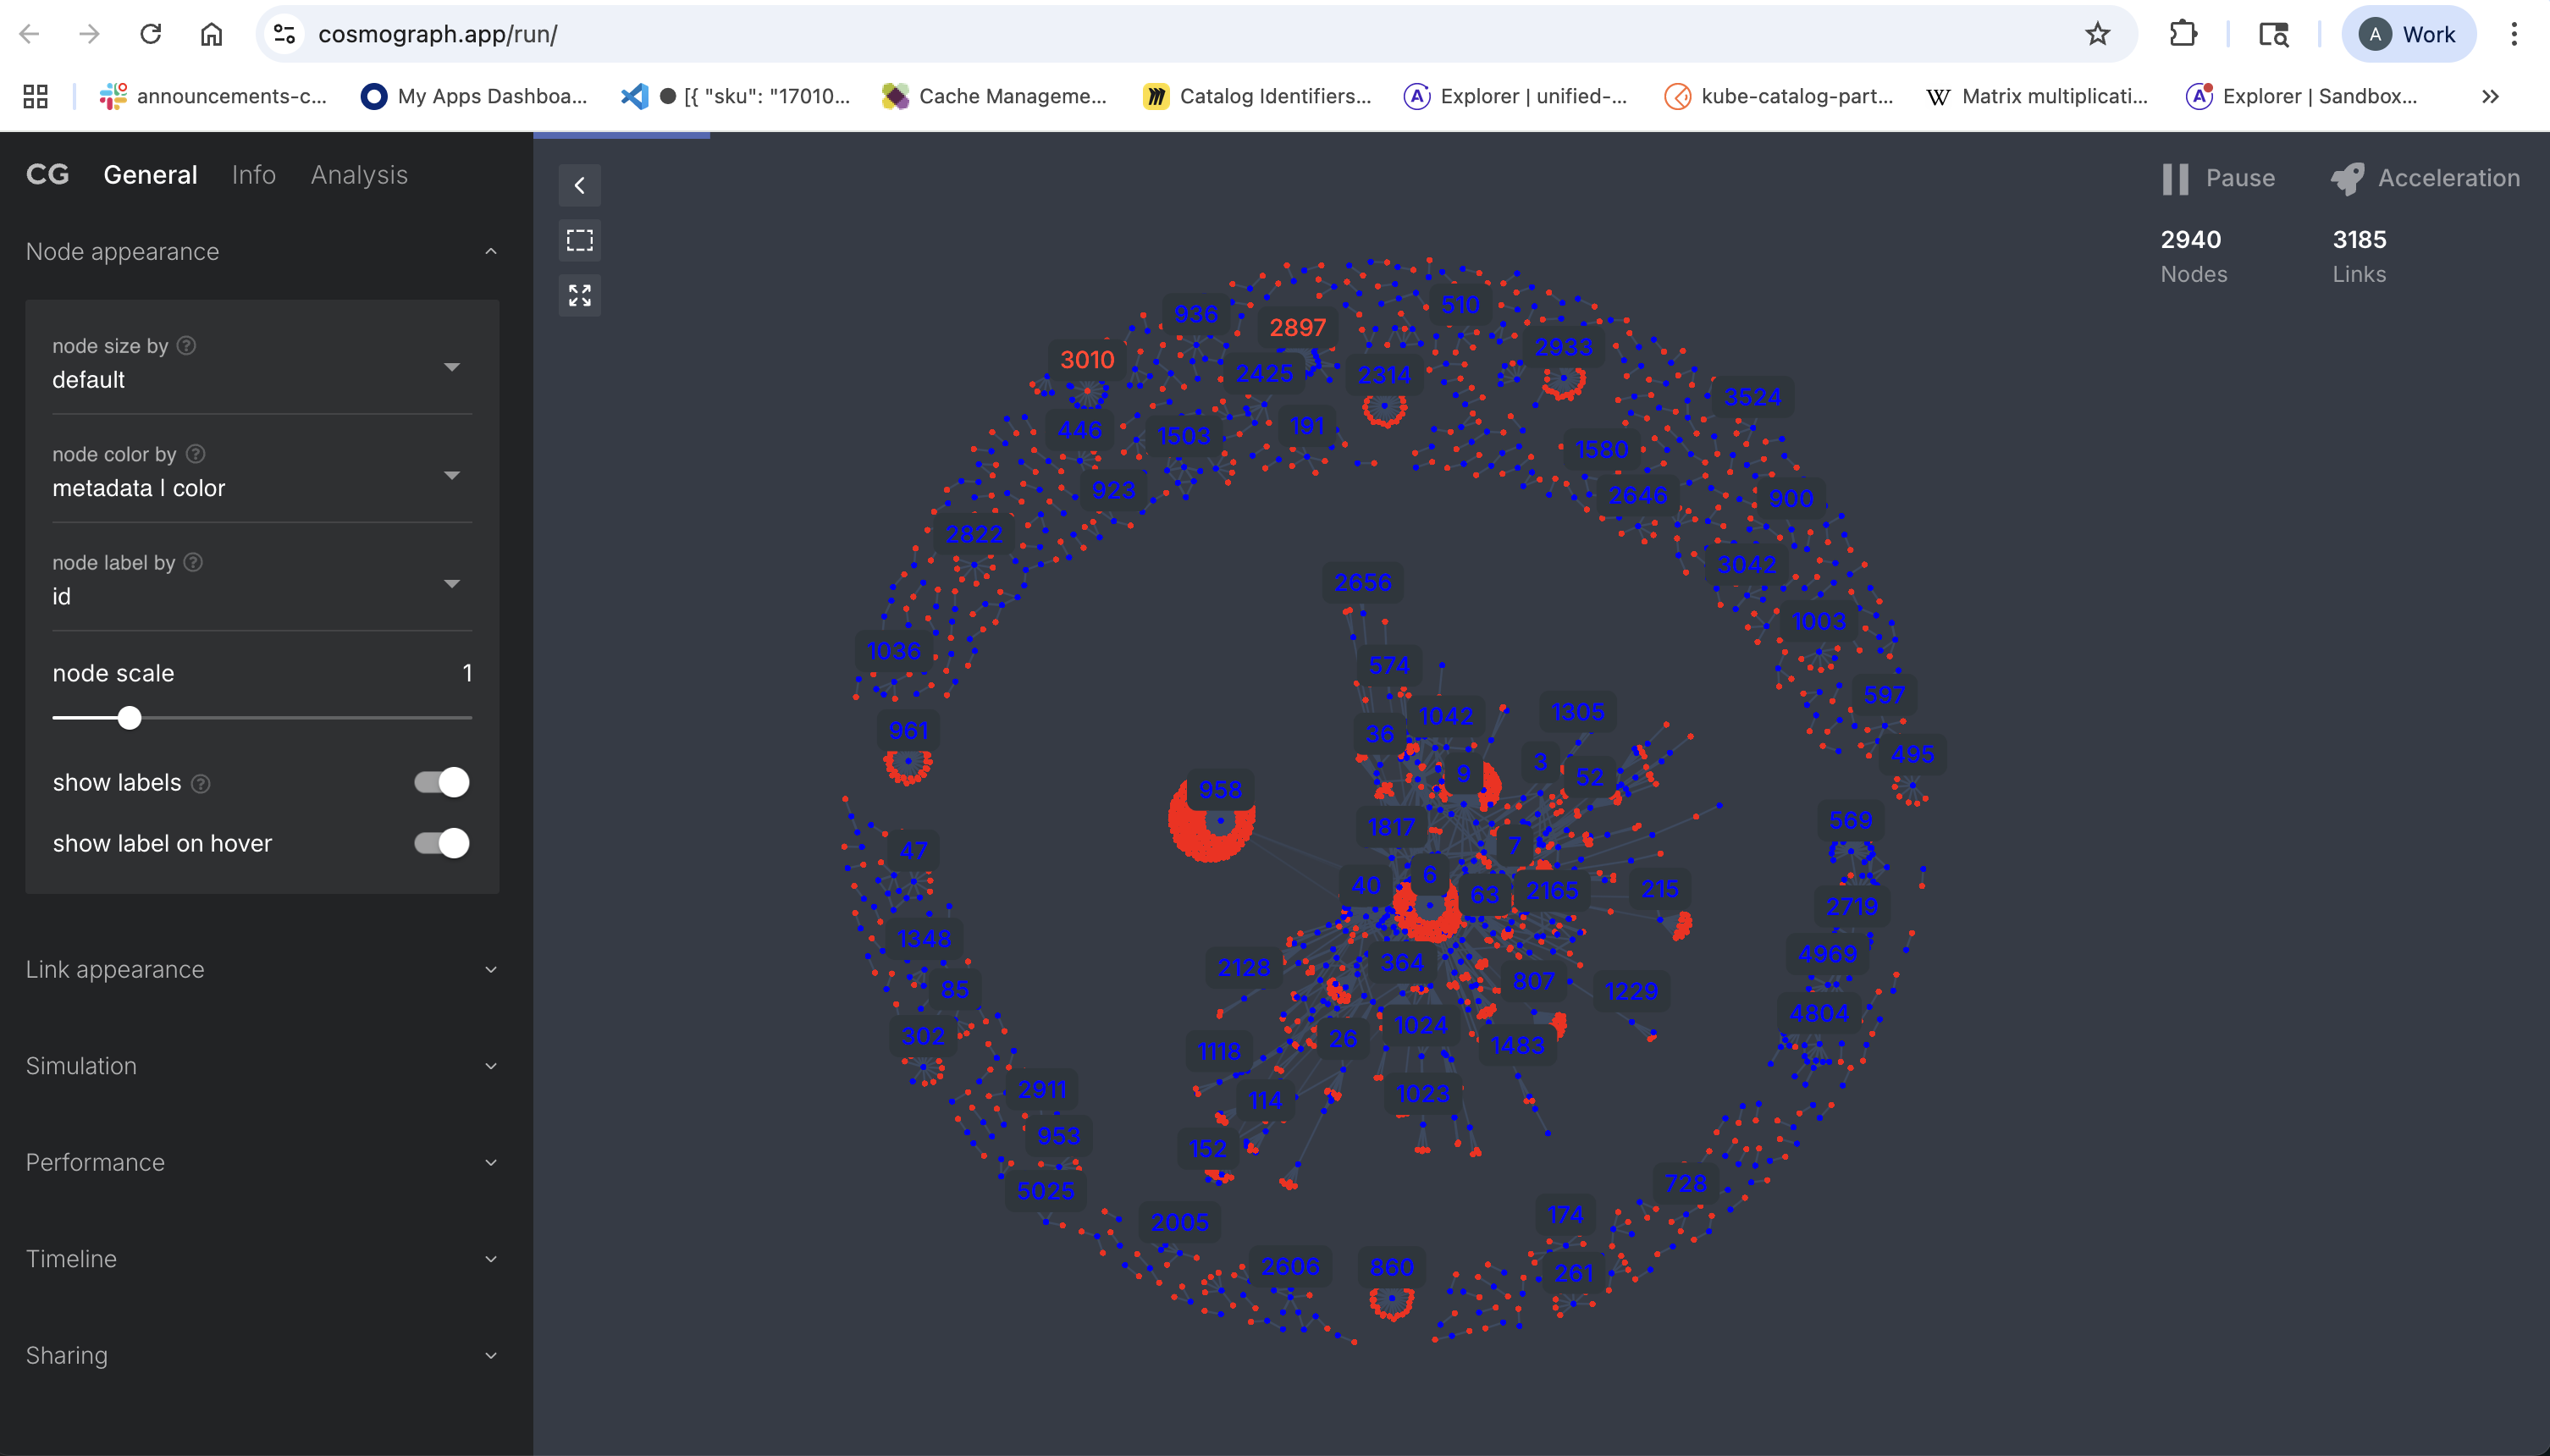 cosmograph.app/run/
A Work
announcements-c...
My Apps Dashboa...
[{ "sku": "17010...
Cache Manageme...
Catalog Identifiers...
Explorer | unified-...
kube-catalog-part...
W Matrix multiplicati...
Explorer | Sandbox...
CG General Info Analysis
Pause Acceleration
2940 3185
Nodes Links
Node appearance
node size by ?
default
node color by ?
metadata | color
node label by ?
id
node scale 1
show labels ?
show label on hover
Link appearance
Simulation
Performance
Timeline
Sharing
510
936
2897
2933
3010
2425
2314
3524
191
446
1503
1580
923
2646
900
2822
3042
2656
1003
1036
574
597
1305
1042
961
36
495
3
9
52
958
569
1817
7
47
6
40
215
2165
63
2719
1348
4969
364
2128
807
85
1229
4804
1024
302
26
1483
1118
2911
1023
114
953
152
728
5025
174
2005
2606
860
261